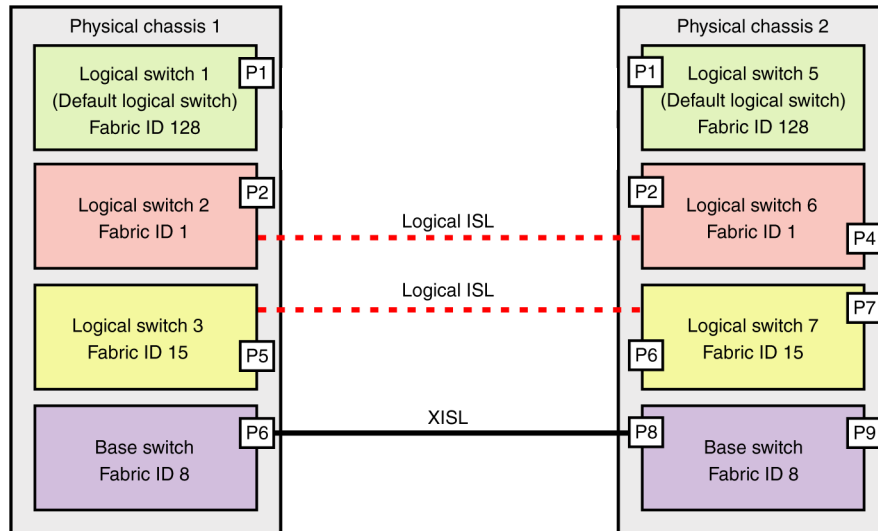 Physical chassis 1
Logical switch 1
(Default logical switch)
Fabric ID 128
P1
Logical switch 2
Fabric ID 1
P2
Logical switch 3
Fabric ID 15
P5
Base switch
Fabric ID 8
P6
Logical ISL
Logical ISL
XISL
Physical chassis 2
P1
Logical switch 5
(Default logical switch)
Fabric ID 128
P2
Logical switch 6
Fabric ID 1
P4
P7
Logical switch 7
Fabric ID 15
P6
P8
Base switch
Fabric ID 8
P9